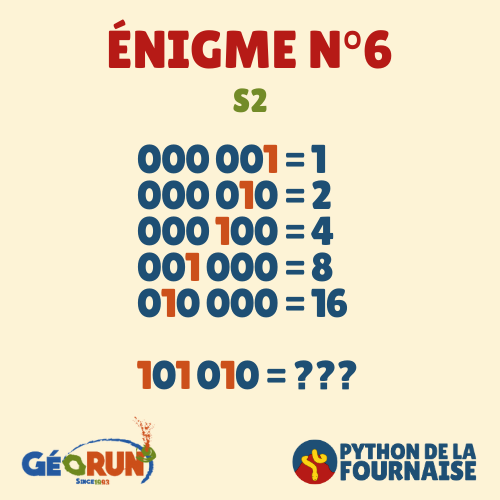 ÉNIGME N°6
S2
000 001 = 1
000 010 = 2
000 100 = 4
001 000 = 8
010 000 = 16
101 010 = ???
GÉORUN
SINCE1993
PYTHON DE LA
FOURNAISE